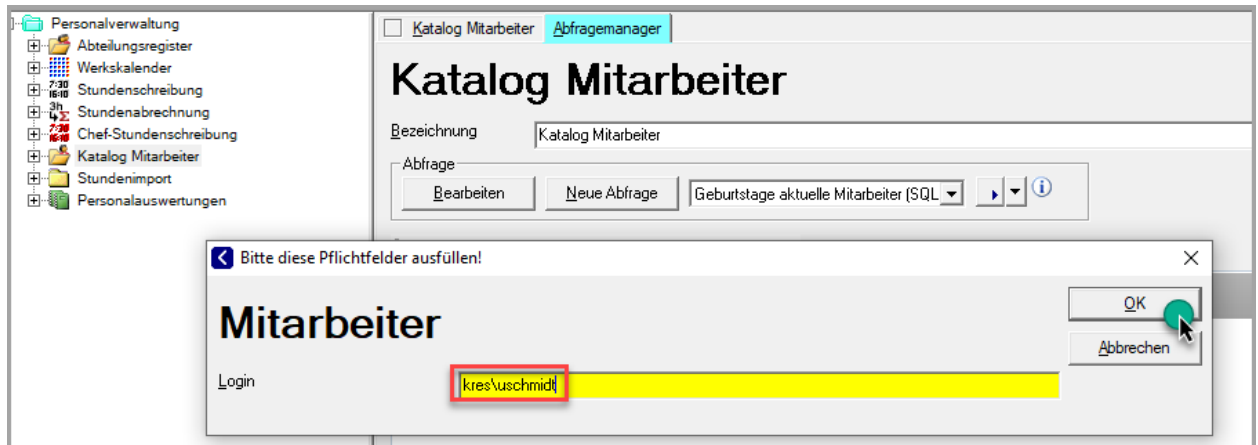 Personalverwaltung
Abteilungsregister
Werkskalender
Stundenschreibung
Stundenabrechnung
Chef-Stundenschreibung
Katalog Mitarbeiter
Stundenimport
Personalauswertungen
Katalog Mitarbeiter Abfragemanager
Katalog Mitarbeiter
Bezeichnung Katalog Mitarbeiter
Abfrage
Bearbeiten Neue Abfrage Geburtstage aktuelle Mitarbeiter (SQL
Bitte diese Pflichtfelder ausfüllen!
Mitarbeiter
OK
Abbrechen
Login kres\uschmidt